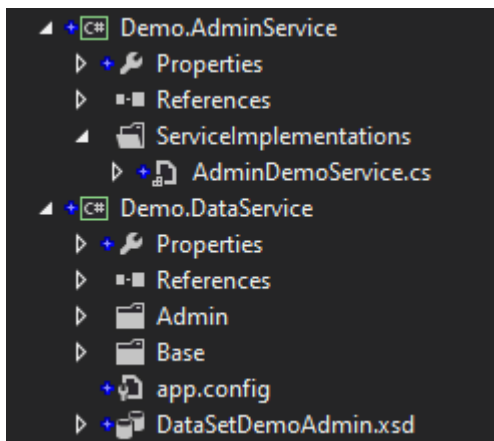 C# Demo.AdminService
Properties
References
ServiceImplementations
AdminDemoService.cs
C# Demo.DataService
Properties
References
Admin
Base
app.config
DataSetDemoAdmin.xsd